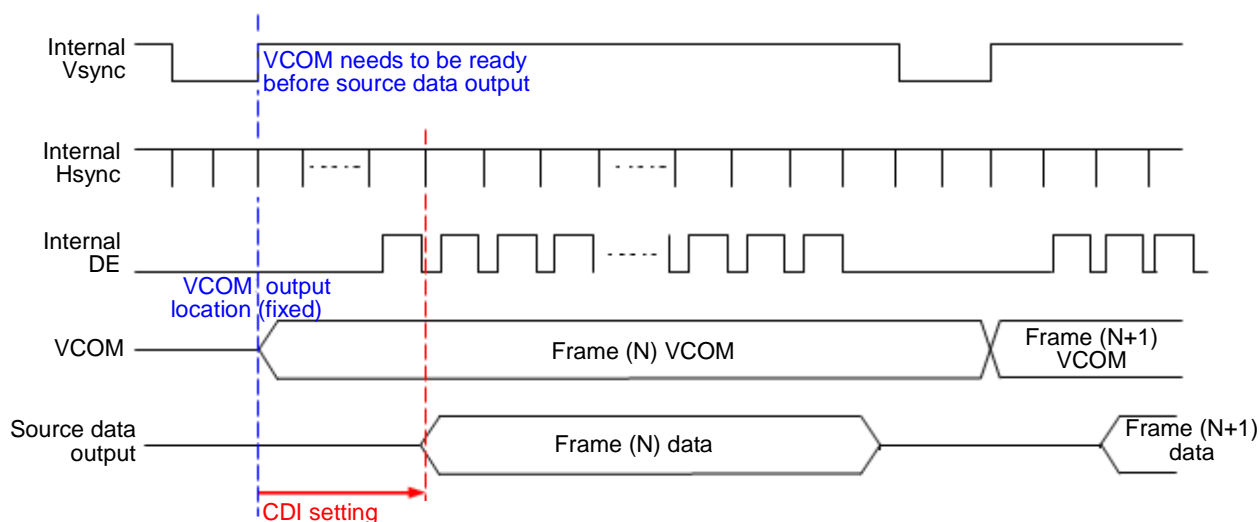 Internal
Vsync
VCOM needs to be ready
before source data output
Internal
Hsync
Internal
DE
VCOM output
location (fixed)
VCOM
Frame (N) VCOM
Frame (N+1)
VCOM
Source data
output
Frame (N) data
Frame (N+1)
data
CDI setting